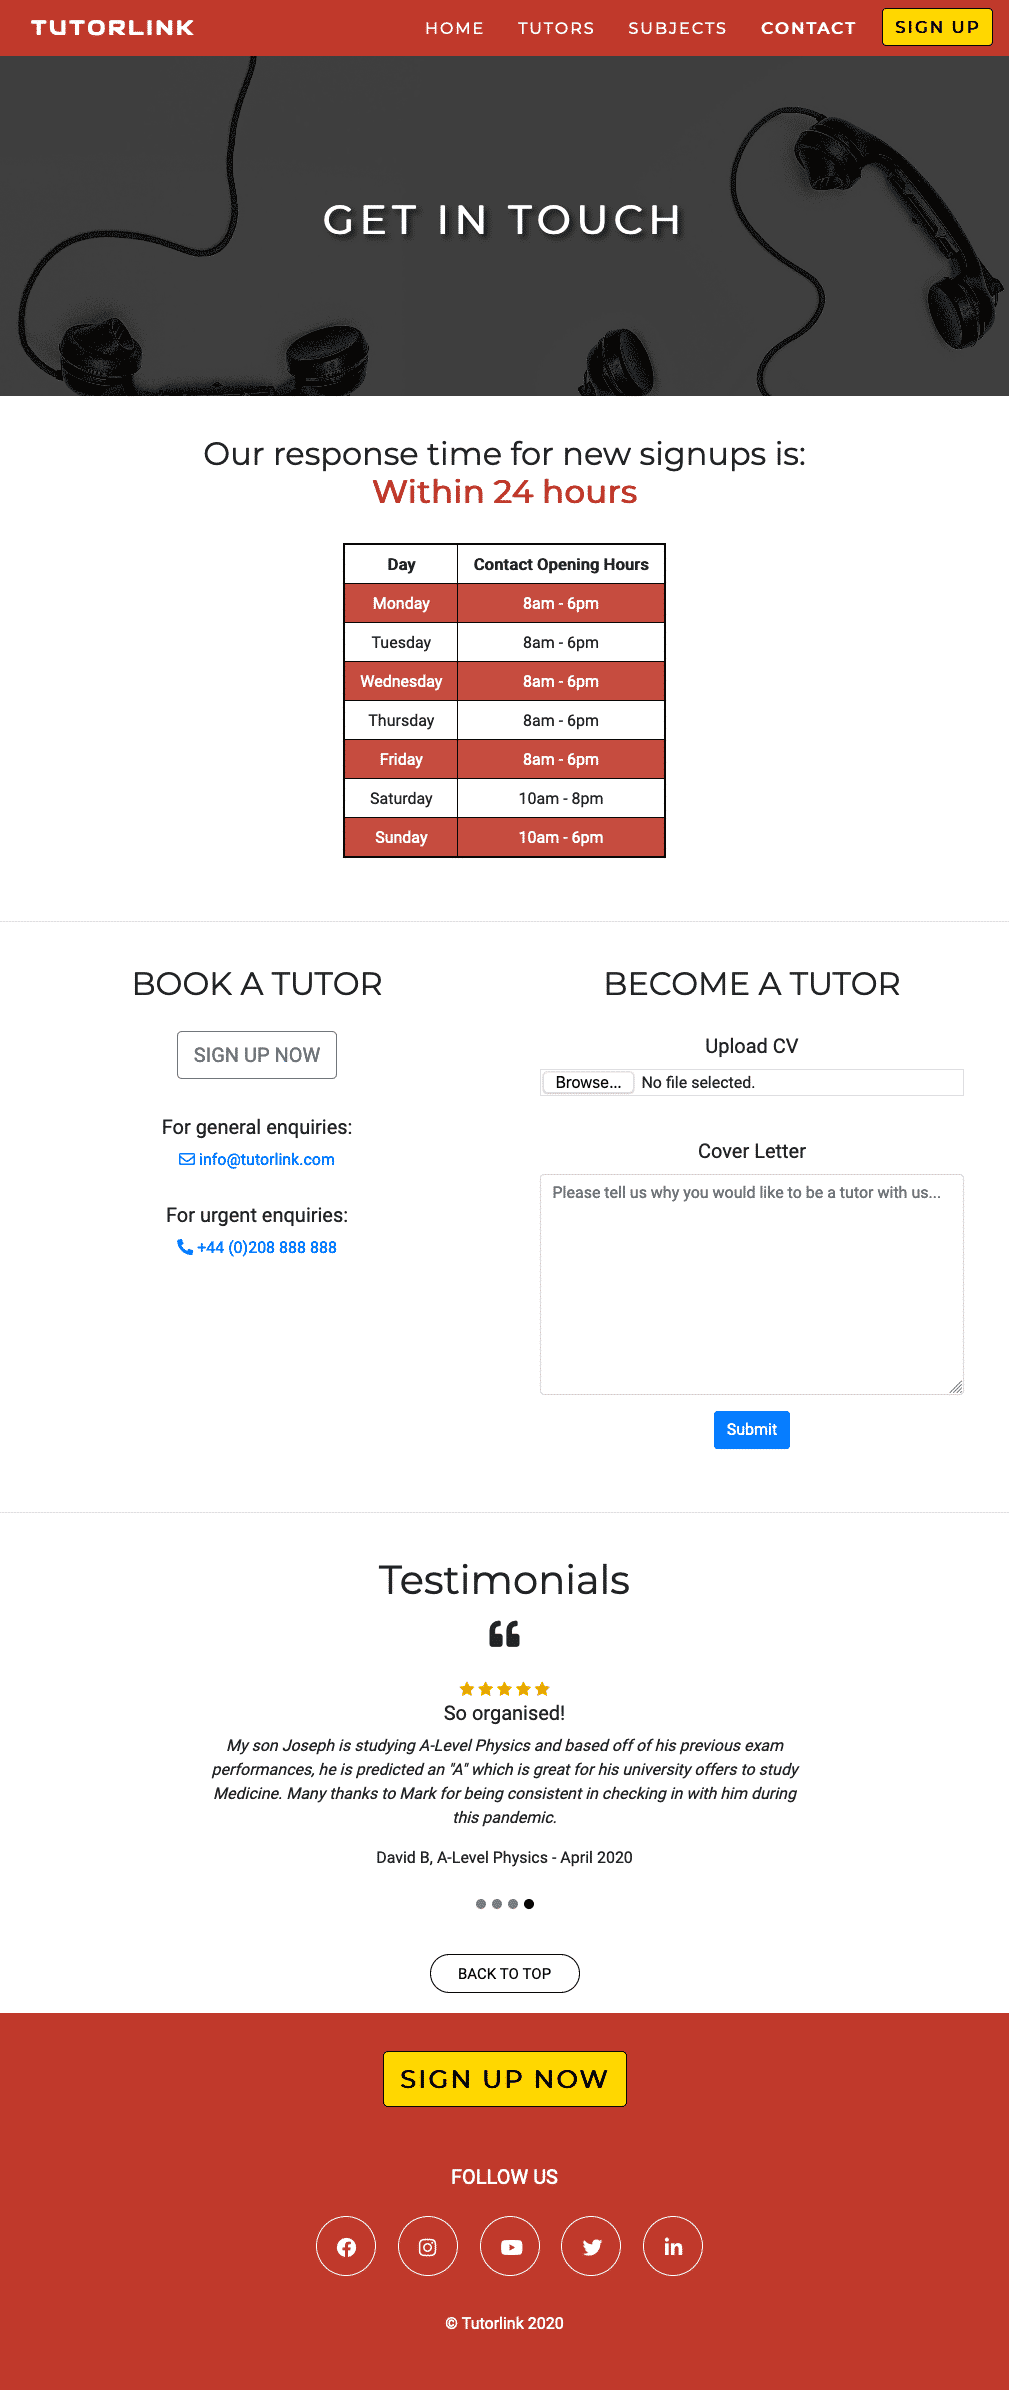 TUTORLINK
HOME TUTORS SUBJECTS CONTACT SIGN UP
GET IN TOUCH
Our response time for new signups is:
Within 24 hours
Day Contact Opening Hours
Monday 8am - 6pm
Tuesday 8am - 6pm
Wednesday 8am - 6pm
Thursday 8am - 6pm
Friday 8am - 6pm
Saturday 10am - 8pm
Sunday 10am - 6pm
BOOK A TUTOR
SIGN UP NOW
For general enquiries:
info@tutorlink.com
For urgent enquiries:
+44 (0)208 888 888
BECOME A TUTOR
Upload CV
Browse... No file selected.
Cover Letter
Please tell us why you would like to be a tutor with us...
Submit
Testimonials
So organised!
My son Joseph is studying A-Level Physics and based off of his previous exam
performances, he is predicted an "A" which is great for his university offers to study
Medicine. Many thanks to Mark for being consistent in checking in with him during
this pandemic.
David B, A-Level Physics - April 2020
BACK TO TOP
SIGN UP NOW
FOLLOW US
© Tutorlink 2020